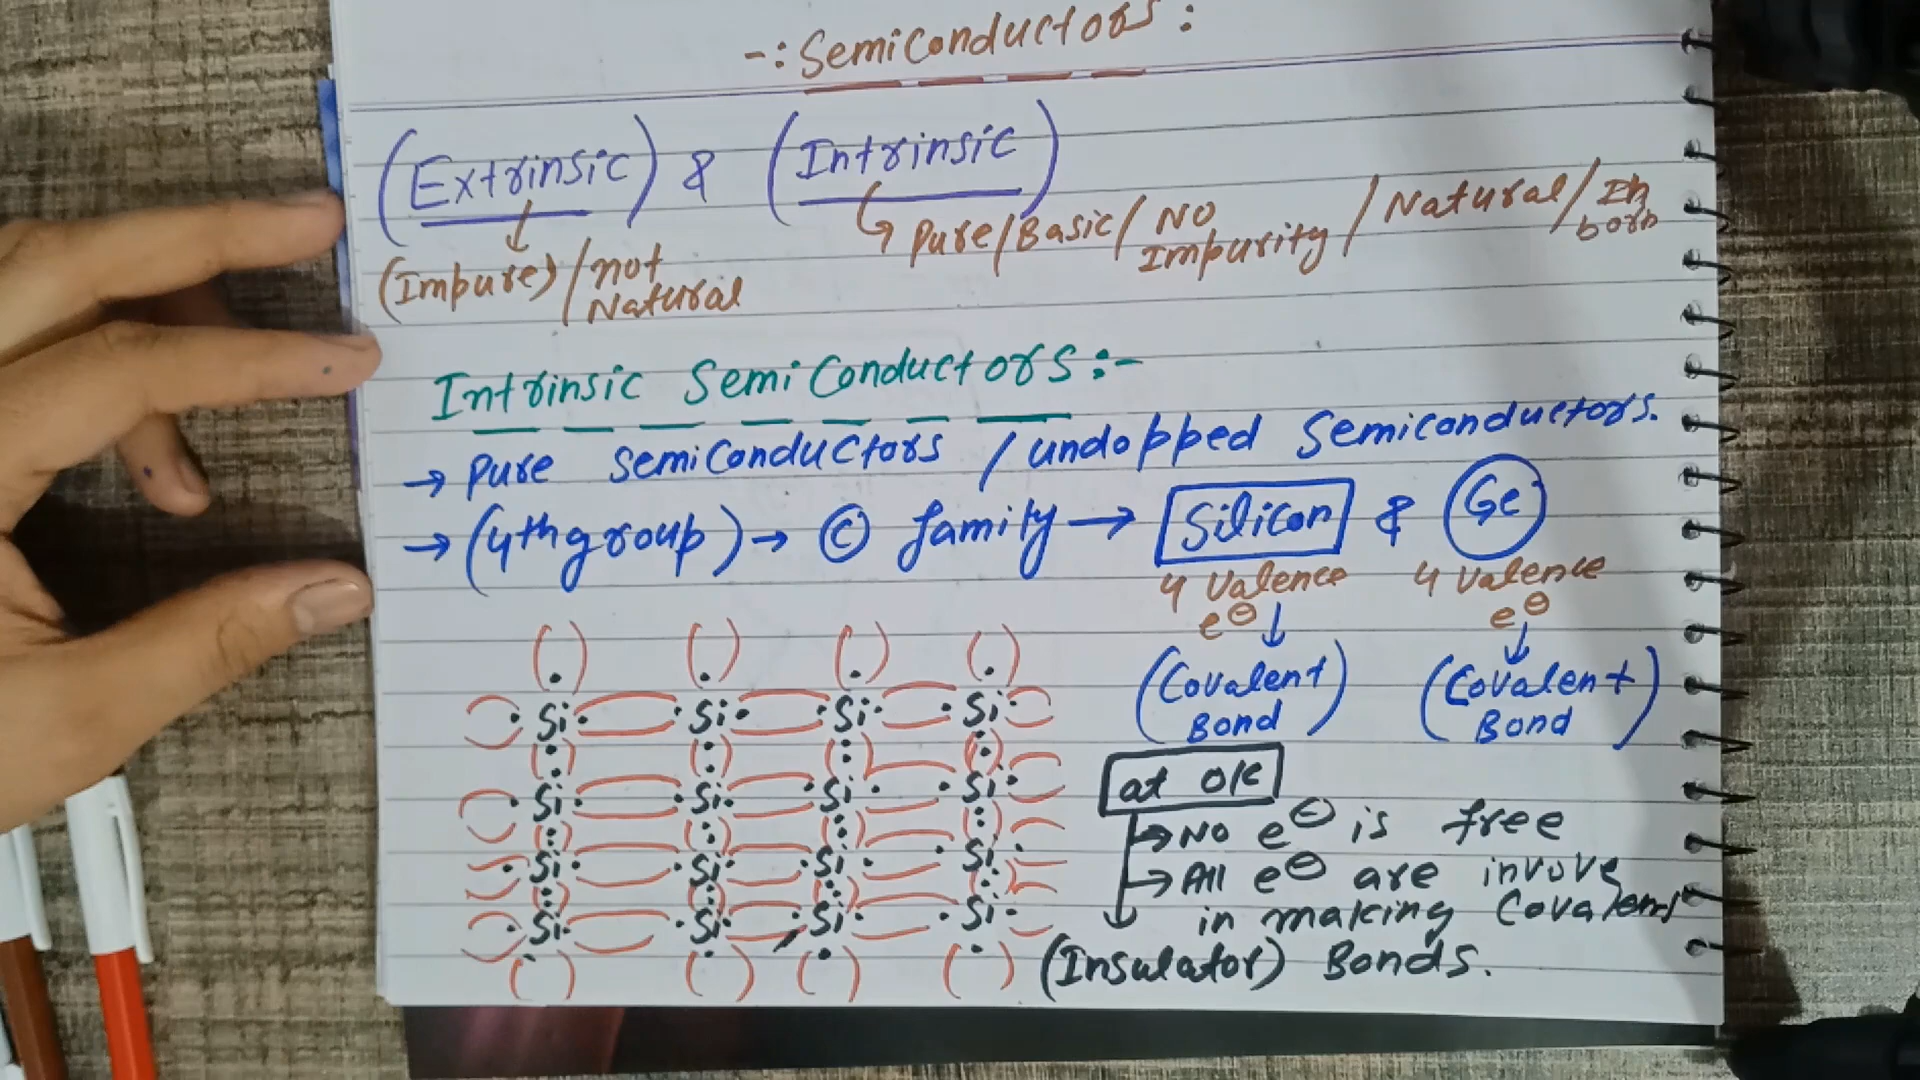 -: Semiconductors:
(Extrinsic) & (Intrinsic)
→ Pure/Basic/NO Impurity/Natural/In born
(Impure)/not Natural
Intrinsic Semiconductors:-
→ Pure semiconductors / undopped Semiconductors.
→ (4th group) → © family → Silicon & Ge
4 Valence e⊖ 4 Valence e⊖
(Covalent Bond) (Covalent Bond)
Si Si Si Si
Si Si Si Si
Si Si Si Si
Si Si Si Si
at 0K
→ No e⊖ is free
→ All e⊖ are invove
in making Covalent
(Insulator) Bonds.